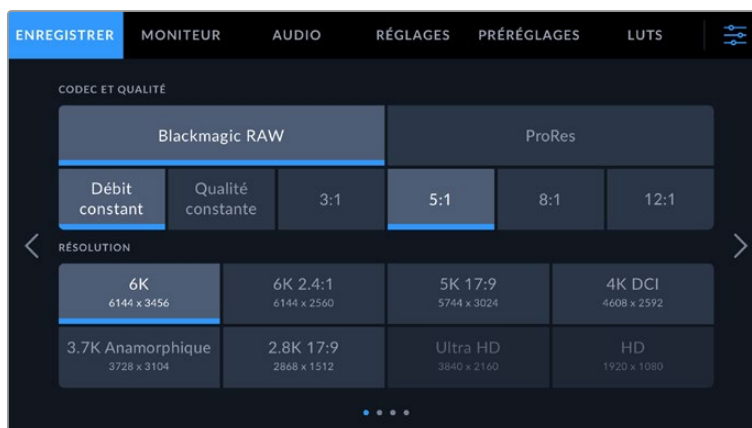 ENREGISTRER MONITEUR AUDIO RÉGLAGES PRÉRÉGLAGES LUTS
CODEC ET QUALITÉ
Blackmagic RAW ProRes
Débit constant Qualité constante 3:1 5:1 8:1 12:1
RÉSOLUTION
6K 6K 2.4:1 5K 17:9 4K DCI
6144 x 3456 6144 x 2560 5744 x 3024 4608 x 2592
3.7K Anamorphique 2.8K 17:9 Ultra HD HD
3728 x 3104 2868 x 1512 3840 x 2160 1920 x 1080